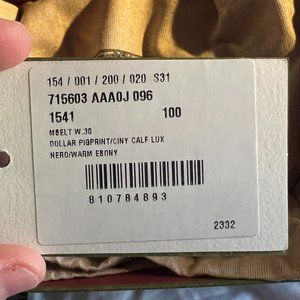 154 / 001 / 200 / 020 S31
715603 AAA0J 096
1541 100
MBELT W.30
DOLLAR PIGPRINT/CINY CALF LUX
NERO/WARM EBONY
810784893
2332